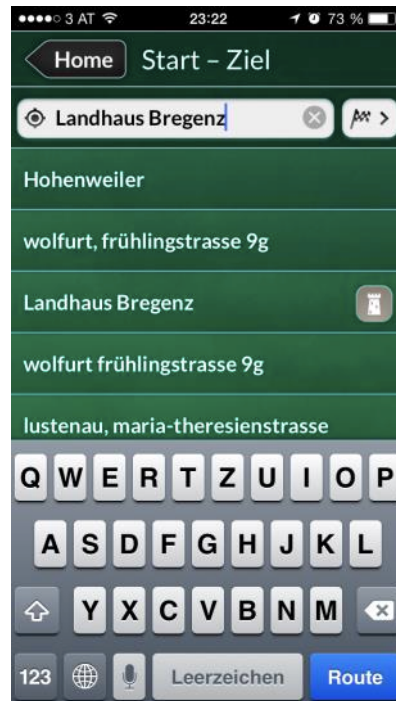 3 AT 23:22 73 %
Home Start – Ziel
Landhaus Bregenz
Hohenweiler
wolfurt, frühlingstrasse 9g
Landhaus Bregenz
wolfurt frühlingstrasse 9g
lustenau, maria-theresienstrasse
Q W E R T Z U I O P
A S D F G H J K L
Y X C V B N M
123 Leerzeichen Route